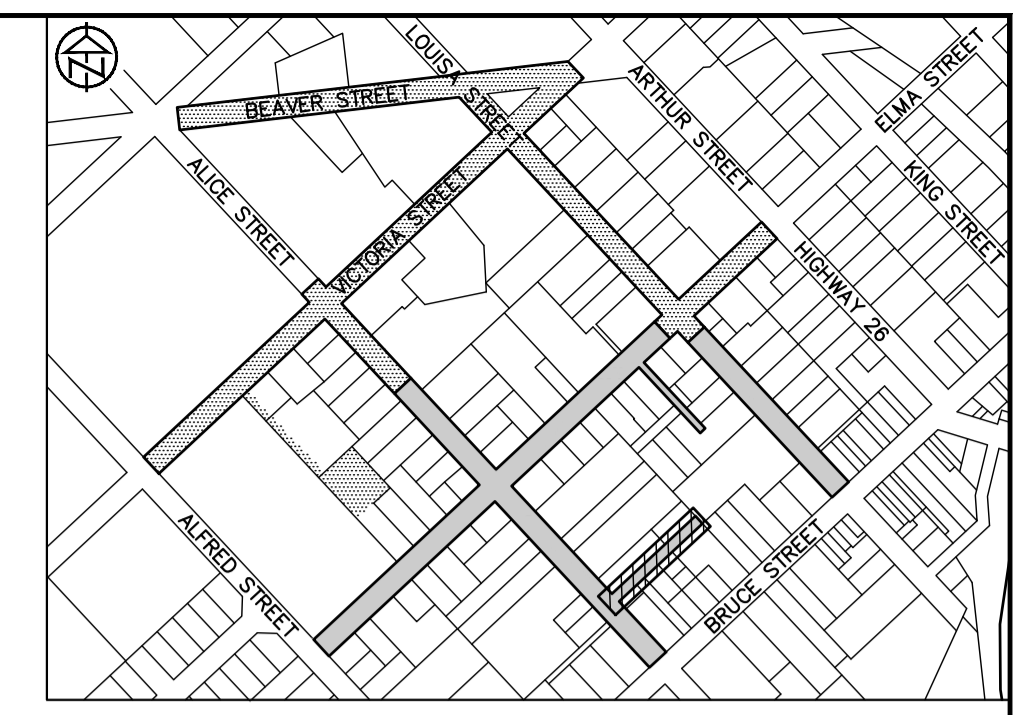 LOUISA STREET
ARTHUR STREET
ELMA STREET
BEAVER STREET
ALICE STREET
VICTORIA STREET
KING STREET
HIGHWAY 26
ALFRED STREET
BRUCE STREET